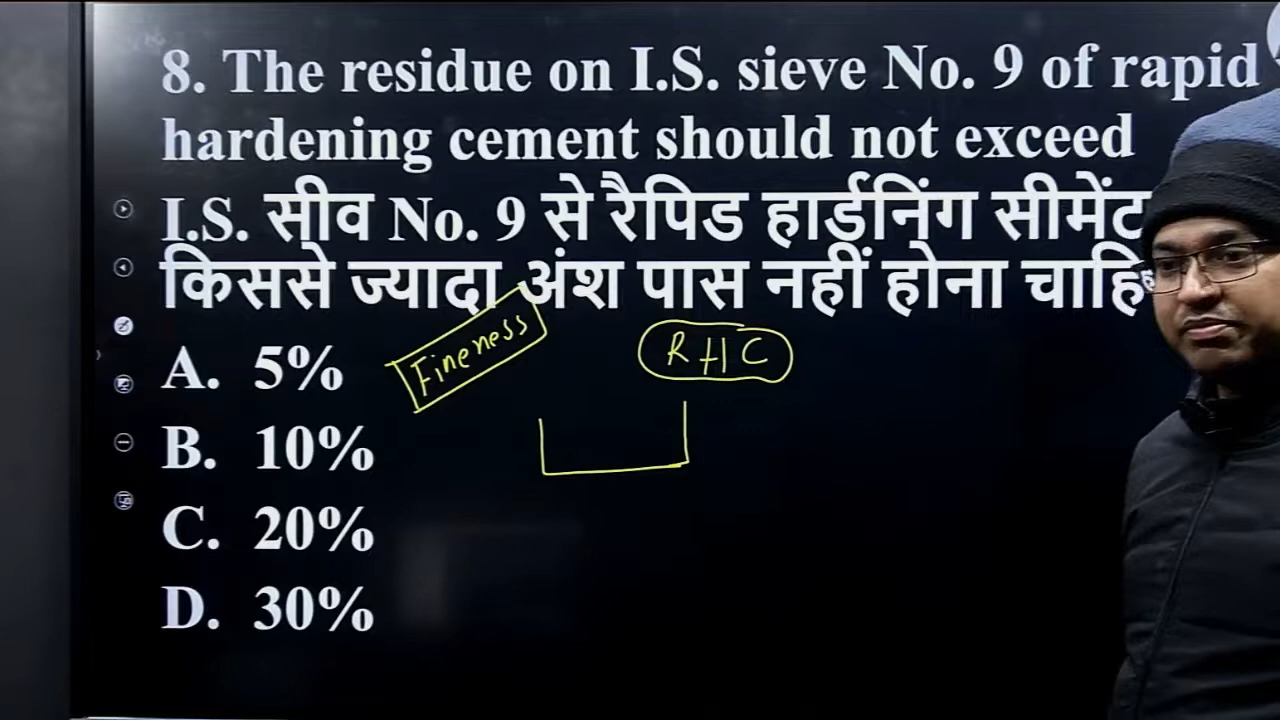 8. The residue on I.S. sieve No. 9 of rapid
hardening cement should not exceed
I.S. सीव No. 9 से रैपिड हार्डनिंग सीमेंट
किससे ज्यादा अंश पास नहीं होना चाहि
Fineness
RHC
A. 5%
B. 10%
C. 20%
D. 30%